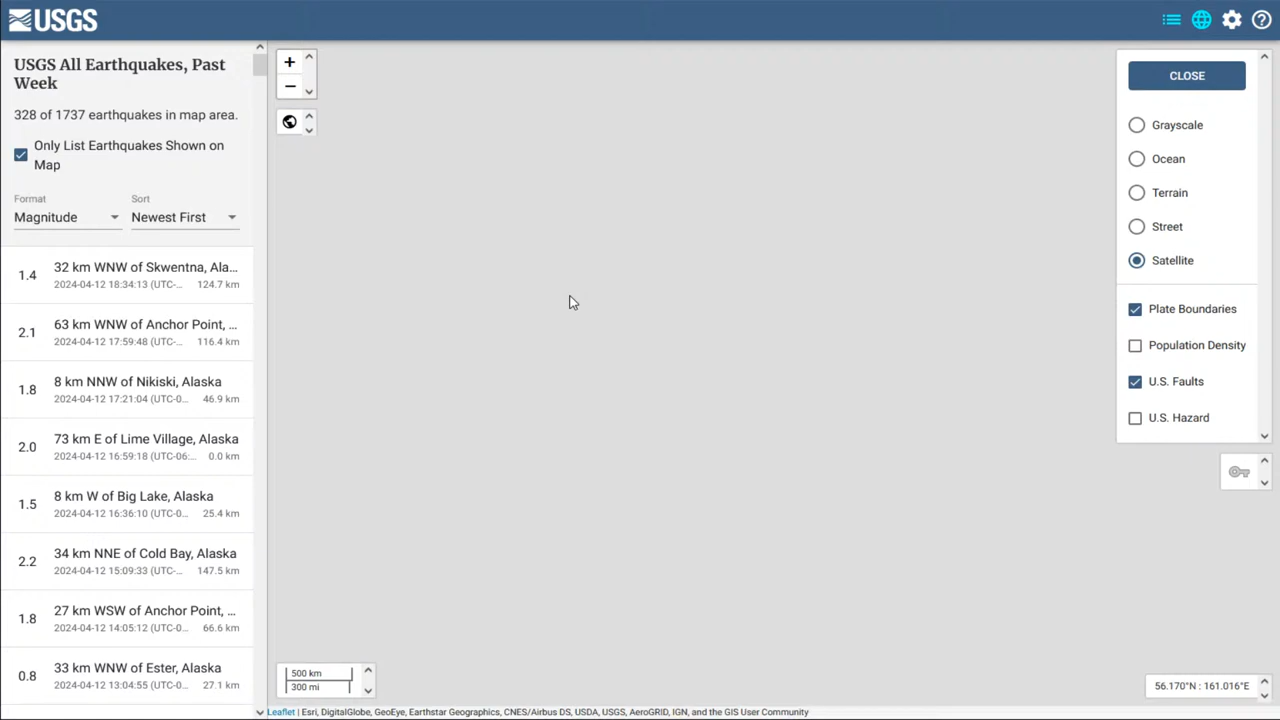 USGS
USGS All Earthquakes, Past
Week
328 of 1737 earthquakes in map area.
Only List Earthquakes Shown on
Map
Format
Sort
Magnitude
Newest First
1.4
32 km WNW of Skwentna, Ala...
2024-04-12 18:34:13 (UTC-... 124.7 km
2.1
63 km WNW of Anchor Point, ...
2024-04-12 17:59:48 (UTC-... 116.4 km
1.8
8 km NNW of Nikiski, Alaska
2024-04-12 17:21:04 (UTC-0... 46.9 km
2.0
73 km E of Lime Village, Alaska
2024-04-12 16:59:18 (UTC-06:... 0.0 km
1.5
8 km W of Big Lake, Alaska
2024-04-12 16:36:10 (UTC-0... 25.4 km
2.2
34 km NNE of Cold Bay, Alaska
2024-04-12 15:09:33 (UTC-... 147.5 km
1.8
27 km WSW of Anchor Point, ...
2024-04-12 14:05:12 (UTC-0... 66.6 km
0.8
33 km WNW of Ester, Alaska
2024-04-12 13:04:55 (UTC-0... 27.1 km
+
−
500 km
300 mi
Leaflet | Esri, DigitalGlobe, GeoEye, Earthstar Geographics, CNES/Airbus DS, USDA, USGS, AeroGRID, IGN, and the GIS User Community
CLOSE
Grayscale
Ocean
Terrain
Street
Satellite
Plate Boundaries
Population Density
U.S. Faults
U.S. Hazard
56.170°N : 161.016°E